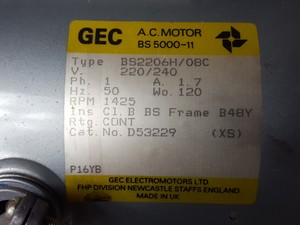 GEC A.C. MOTOR
BS 5000-11
Type BS2206H/08C
V. 220/240
Ph. 1 A. 1.7
Hz. 50 Wo. 120
RPM 1425
Ins Cl. B BS Frame B48Y
Rtg. CONT
Cat. No. D53229 (XS)
P16YB
GEC ELECTROMOTORS LTD
FHP DIVISION NEWCASTLE STAFFS ENGLAND
MADE IN UK